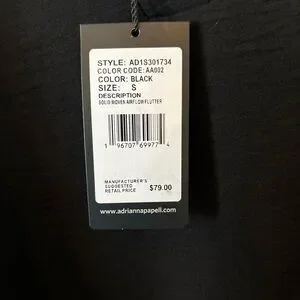 STYLE: AD1S301734
COLOR CODE: AA002
COLOR: BLACK
SIZE: S
DESCRIPTION
SOLID WOVEN AIRFLOW FLUTTER
1 96707 69977 4
MANUFACTURER'S
SUGGESTED
RETAIL PRICE
$79.00
www.adriannapapell.com